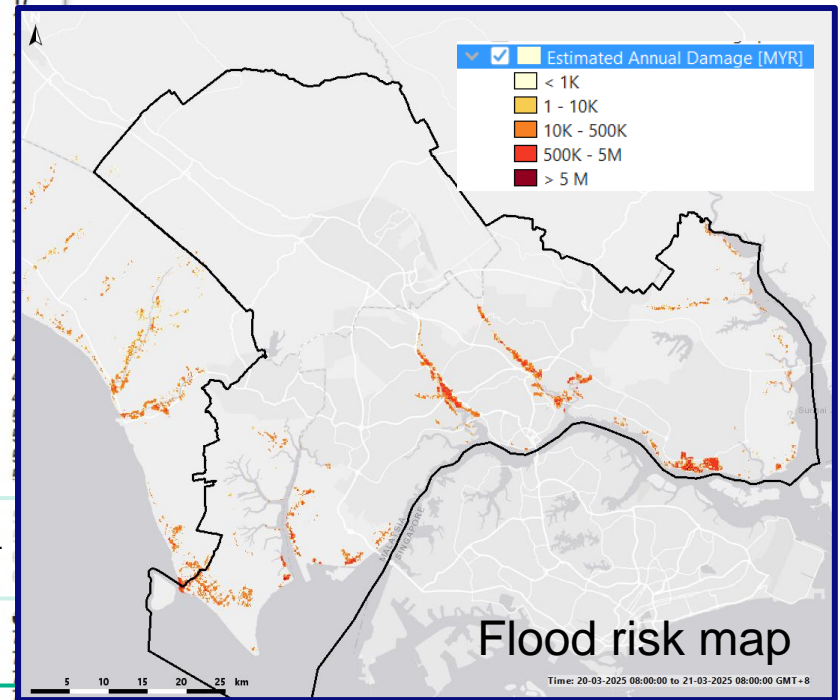 N
Estimated Annual Damage [MYR]
< 1K
1 - 10K
10K - 500K
500K - 5M
> 5 M
MALAYSIA
SINGAPORE
Flood risk map
5 10 15 20 25 km
Time: 20-03-2025 08:00:00 to 21-03-2025 08:00:00 GMT+8